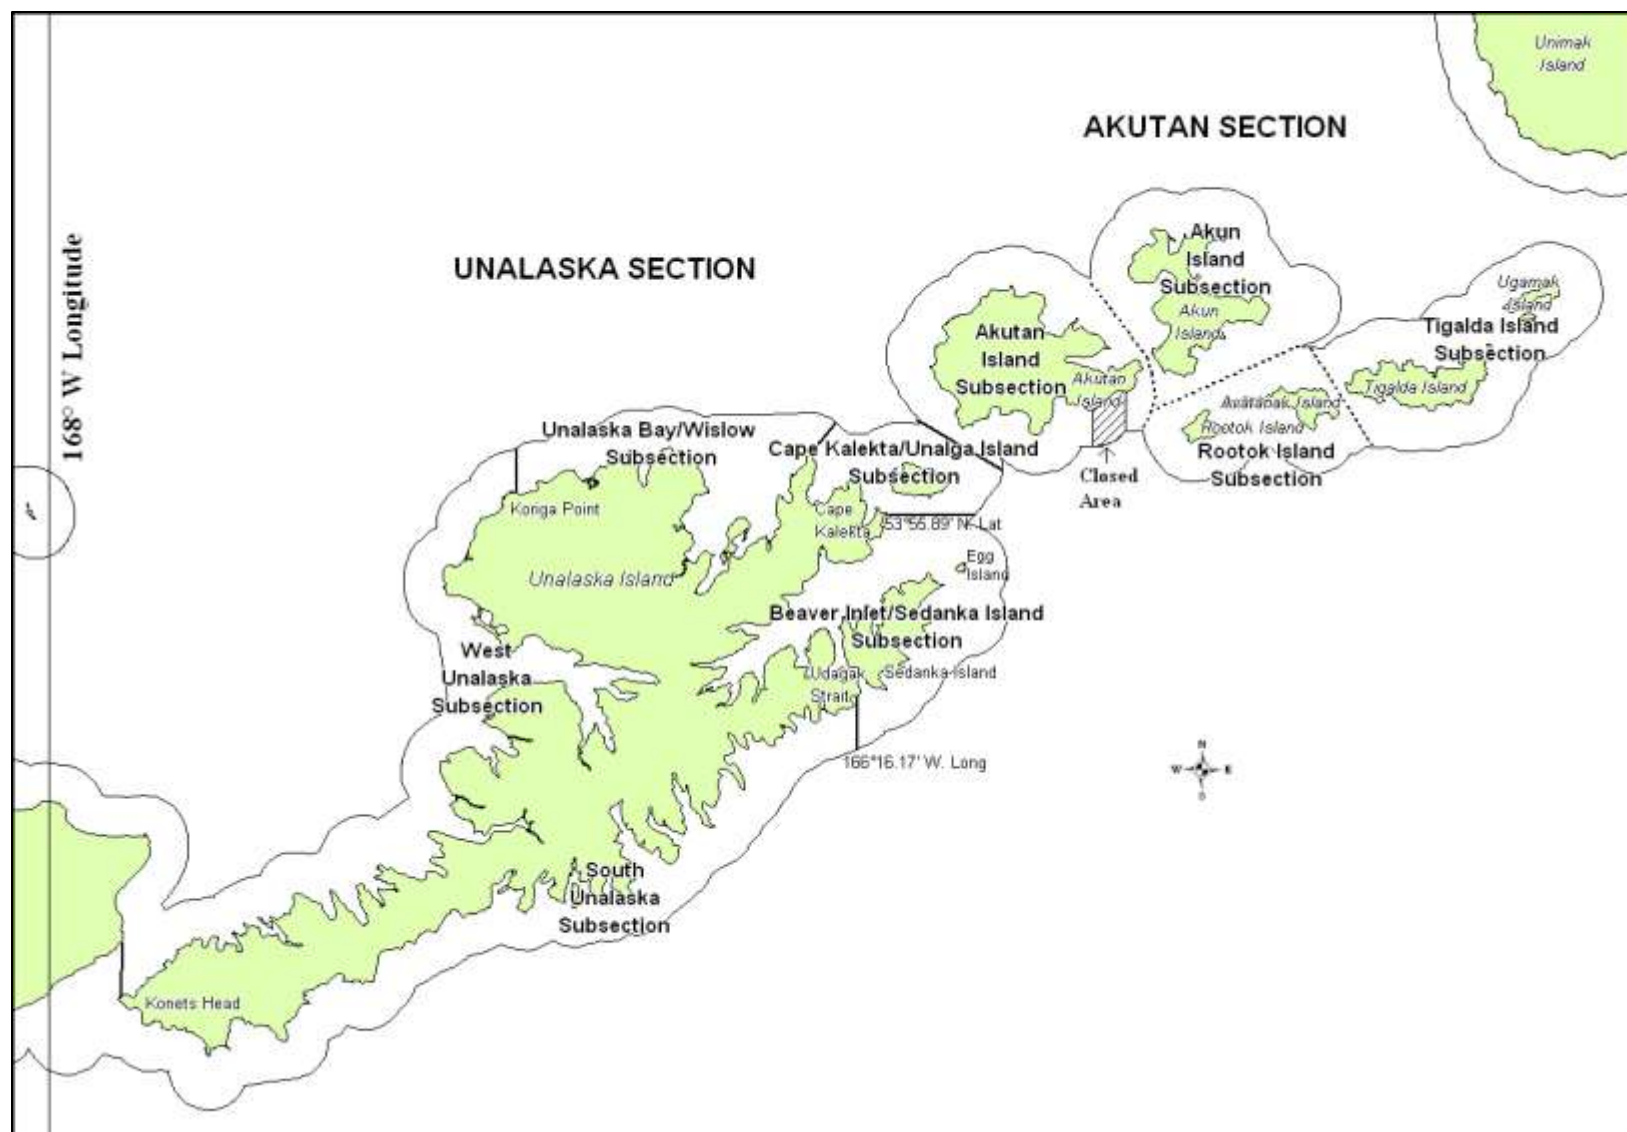 Unimak
Island
AKUTAN SECTION
UNALASKA SECTION
168° W Longitude
Akun
Island
Subsection
Akun
Island
Ugamak
Island
Tigalda Island
Subsection
Tigalda Island
Akutan
Island
Subsection
Akutan
Island
Avatanak Island
Rootok Island
Rootok Island
Subsection
Closed
Area
Unalaska Bay/Wislow
Subsection
Cape Kalekta/Unalga Island
Subsection
Koriga Point
Cape
Kalekta
53°55.89' N. Lat
Egg
Island
Unalaska Island
Beaver Inlet/Sedanka Island
Subsection
West
Unalaska
Subsection
Udagak
Strait
Sedanka Island
166°16.17' W. Long
N
W
E
S
South
Unalaska
Subsection
Konets Head